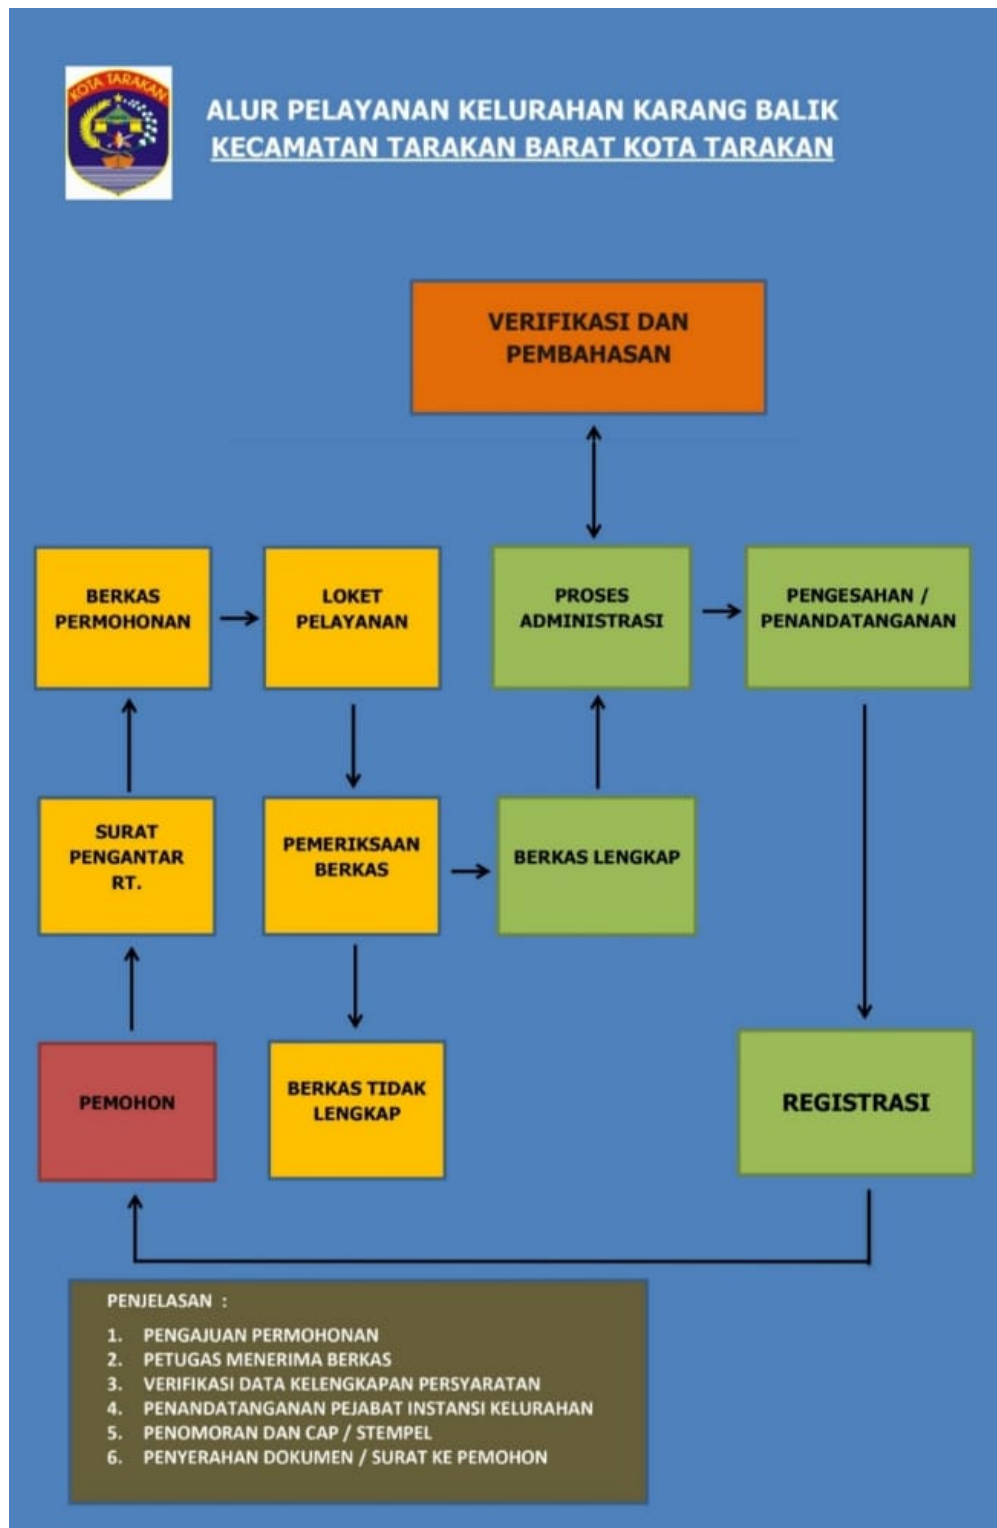 KOTA TARAKAN
ALUR PELAYANAN KELURAHAN KARANG BALIK
KECAMATAN TARAKAN BARAT KOTA TARAKAN
VERIFIKASI DAN
PEMBAHASAN
BERKAS
PERMOHONAN
LOKET
PELAYANAN
PROSES
ADMINISTRASI
PENGESAHAN /
PENANDATANGANAN
SURAT
PENGANTAR
RT.
PEMERIKSAAN
BERKAS
BERKAS LENGKAP
PEMOHON
BERKAS TIDAK
LENGKAP
REGISTRASI
PENJELASAN :
1. PENGAJUAN PERMOHONAN
2. PETUGAS MENERIMA BERKAS
3. VERIFIKASI DATA KELENGKAPAN PERSYARATAN
4. PENANDATANGANAN PEJABAT INSTANSI KELURAHAN
5. PENOMORAN DAN CAP / STEMPEL
6. PENYERAHAN DOKUMEN / SURAT KE PEMOHON